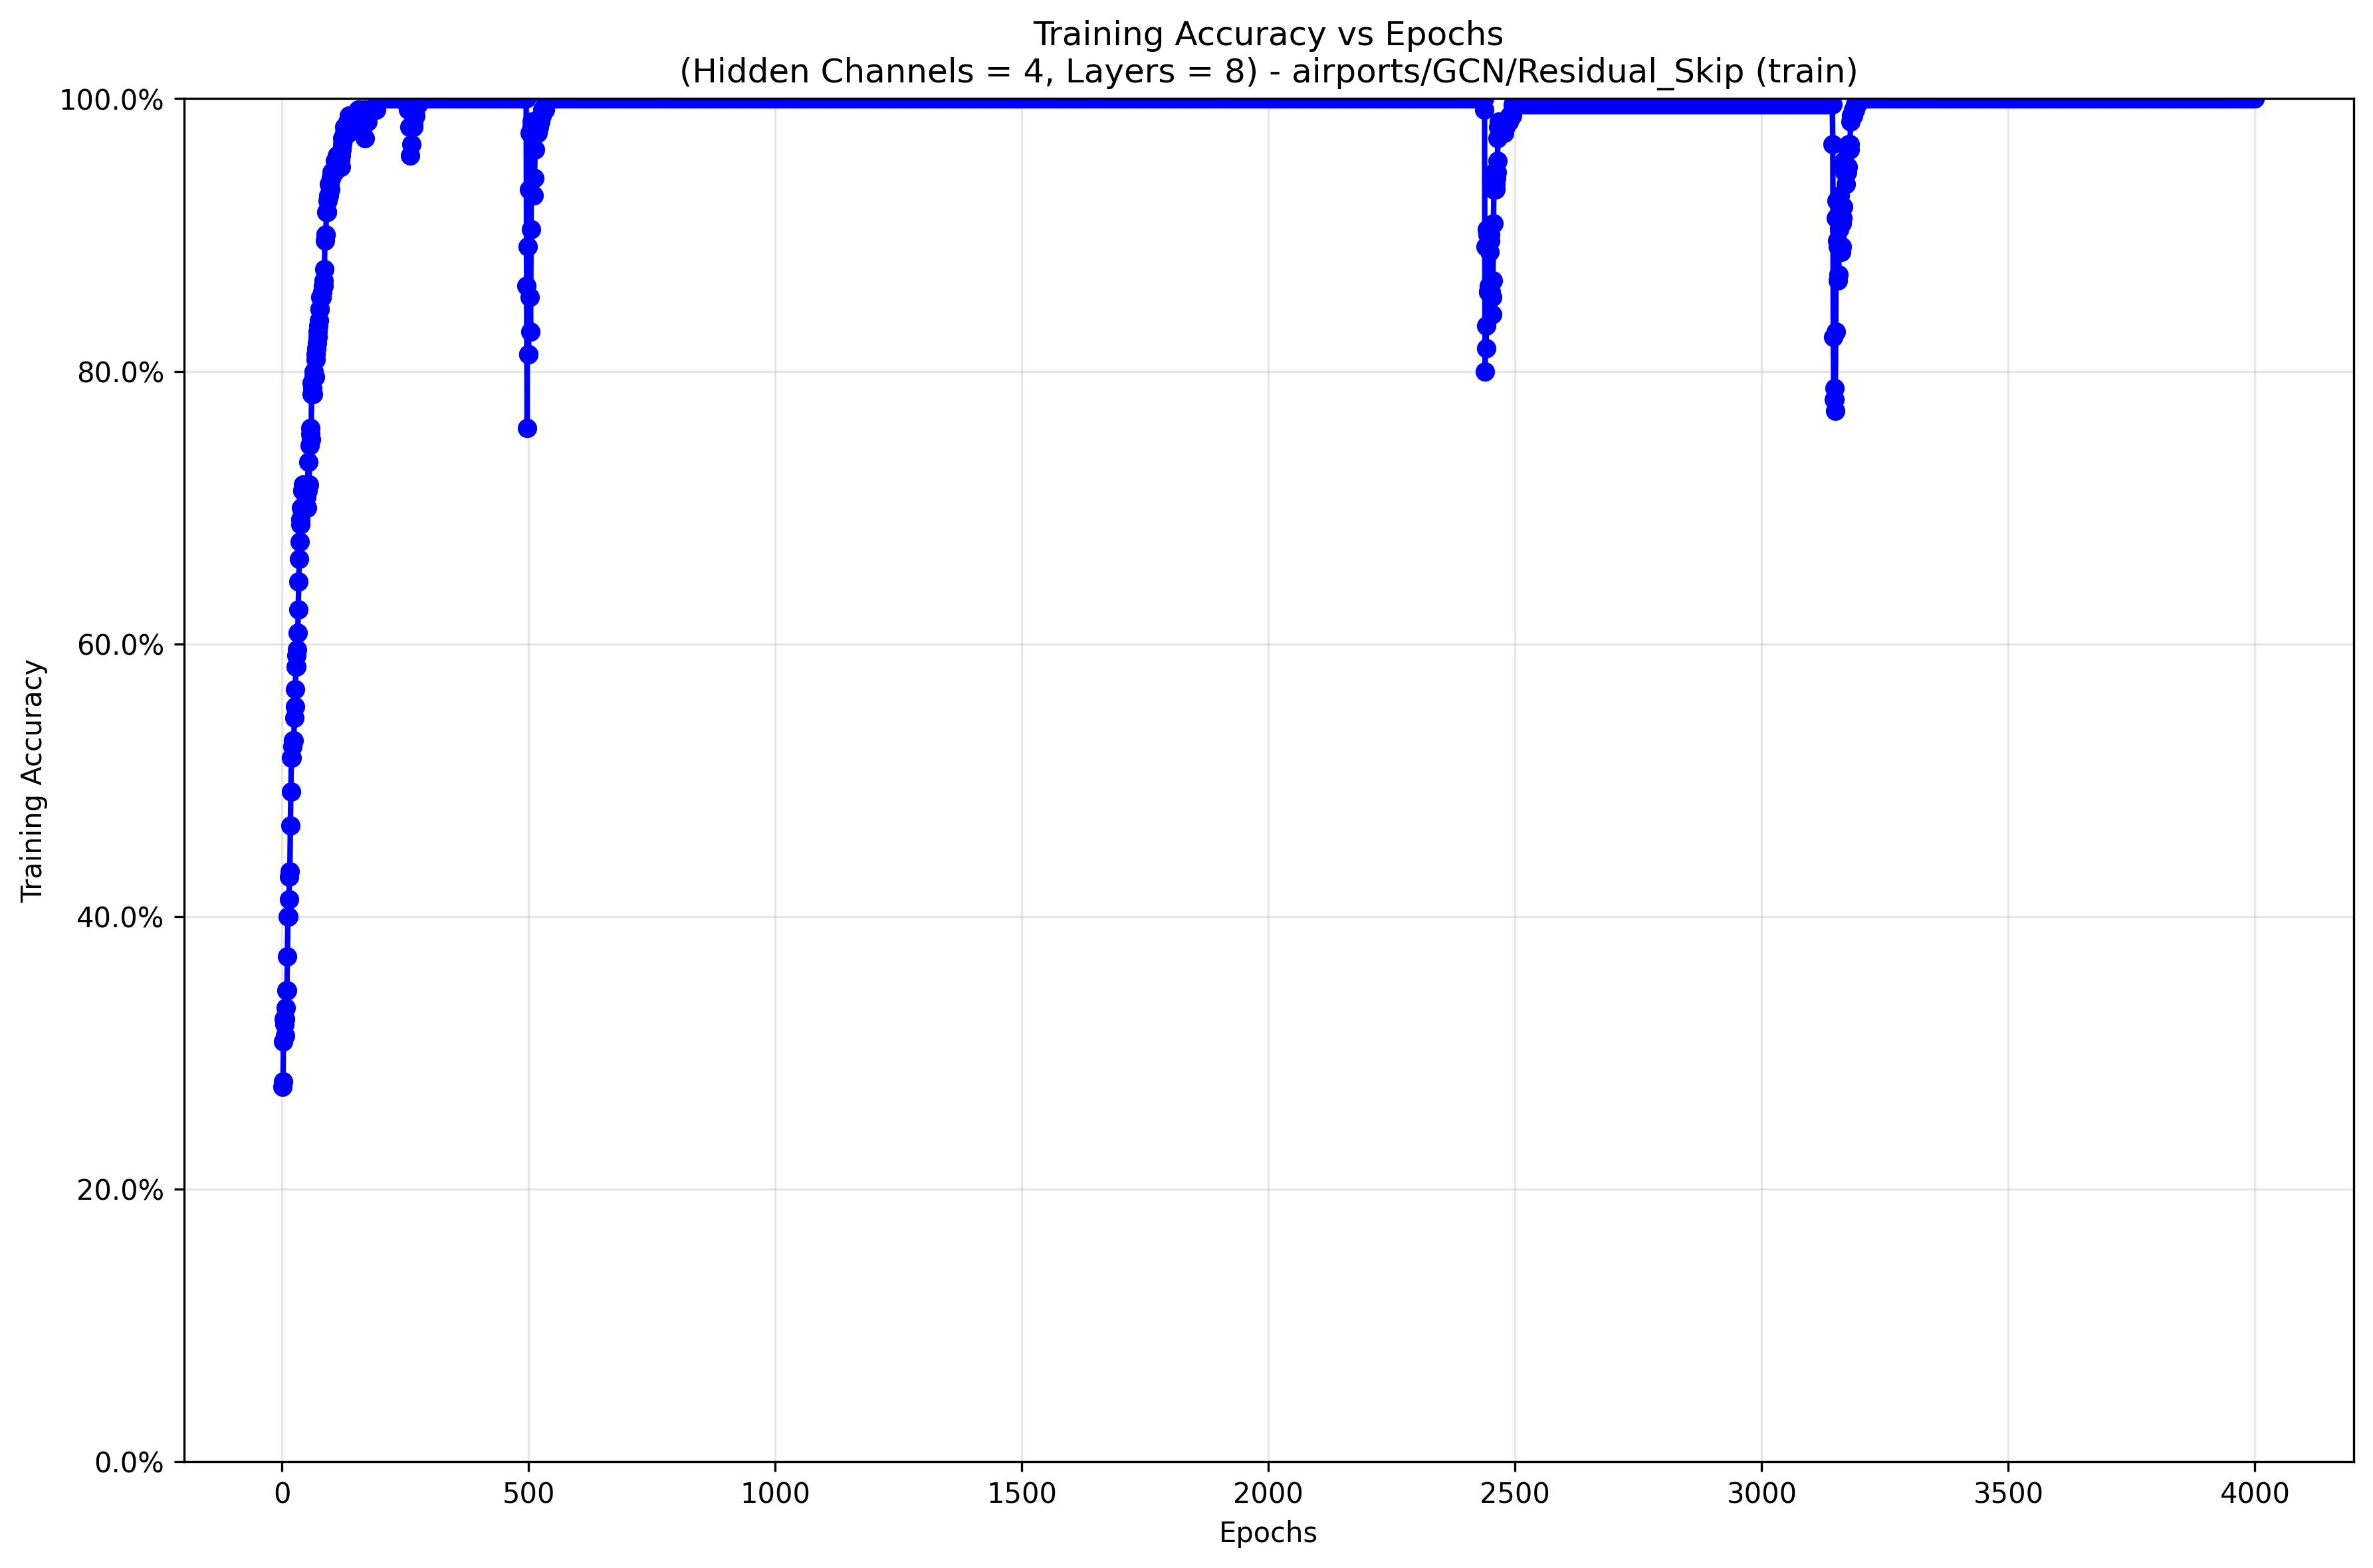 Training Accuracy vs Epochs
(Hidden Channels = 4, Layers = 8) - airports/GCN/Residual_Skip (train)
100.0%
80.0%
60.0%
40.0%
20.0%
0.0%
Training Accuracy
0 500 1000 1500 2000 2500 3000 3500 4000
Epochs